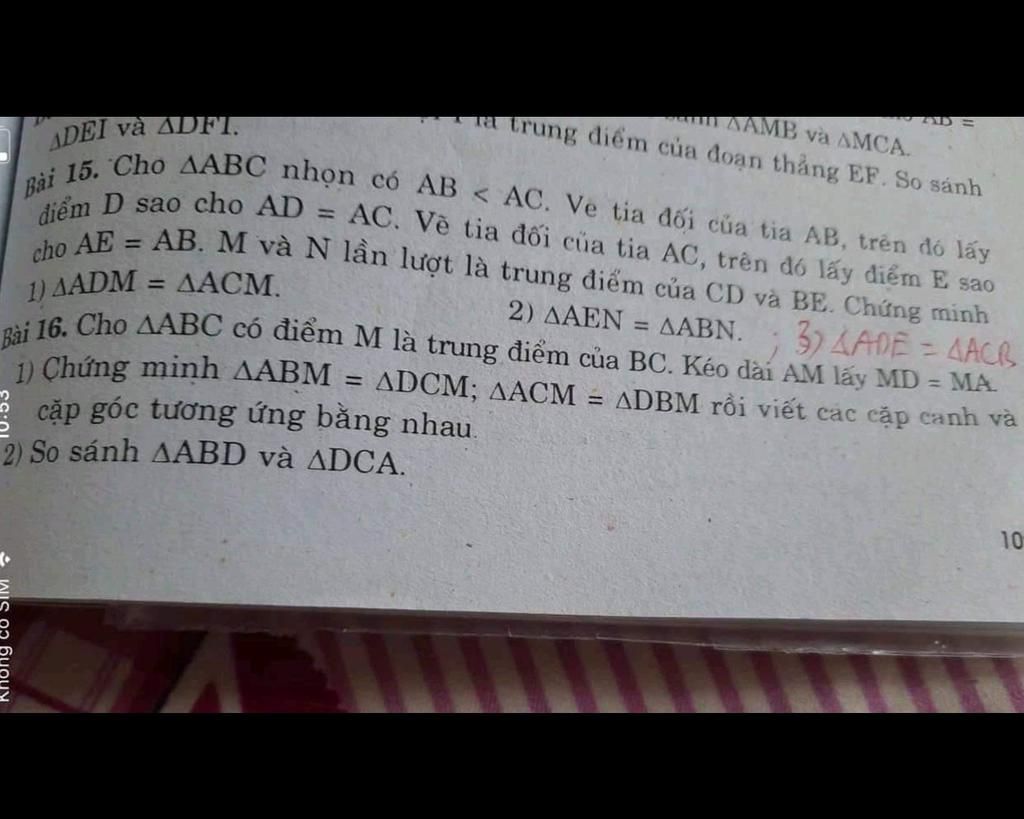 ΔAMB và ΔMCA.
là trung điểm của đoạn thẳng EF. So sánh
ΔDEI và ΔDFI.
Bài 15. Cho ΔABC nhọn có AB < AC. Vẽ tia đối của tia AB, trên đó lấy
điểm D sao cho AD = AC. Vẽ tia đối của tia AC, trên đó lấy điểm E sao
cho AE = AB. M và N lần lượt là trung điểm của CD và BE. Chứng minh
1) ΔADM = ΔACM. 2) ΔAEN = ΔABN. ; 3) ΔADE = ΔACB
Bài 16. Cho ΔABC có điểm M là trung điểm của BC. Kéo dài AM lấy MD = MA.
1) Chứng minh ΔABM = ΔDCM; ΔACM = ΔDBM rồi viết các cặp cạnh và
cặp góc tương ứng bằng nhau.
2) So sánh ΔABD và ΔDCA.
10
10:53
Không có SIM